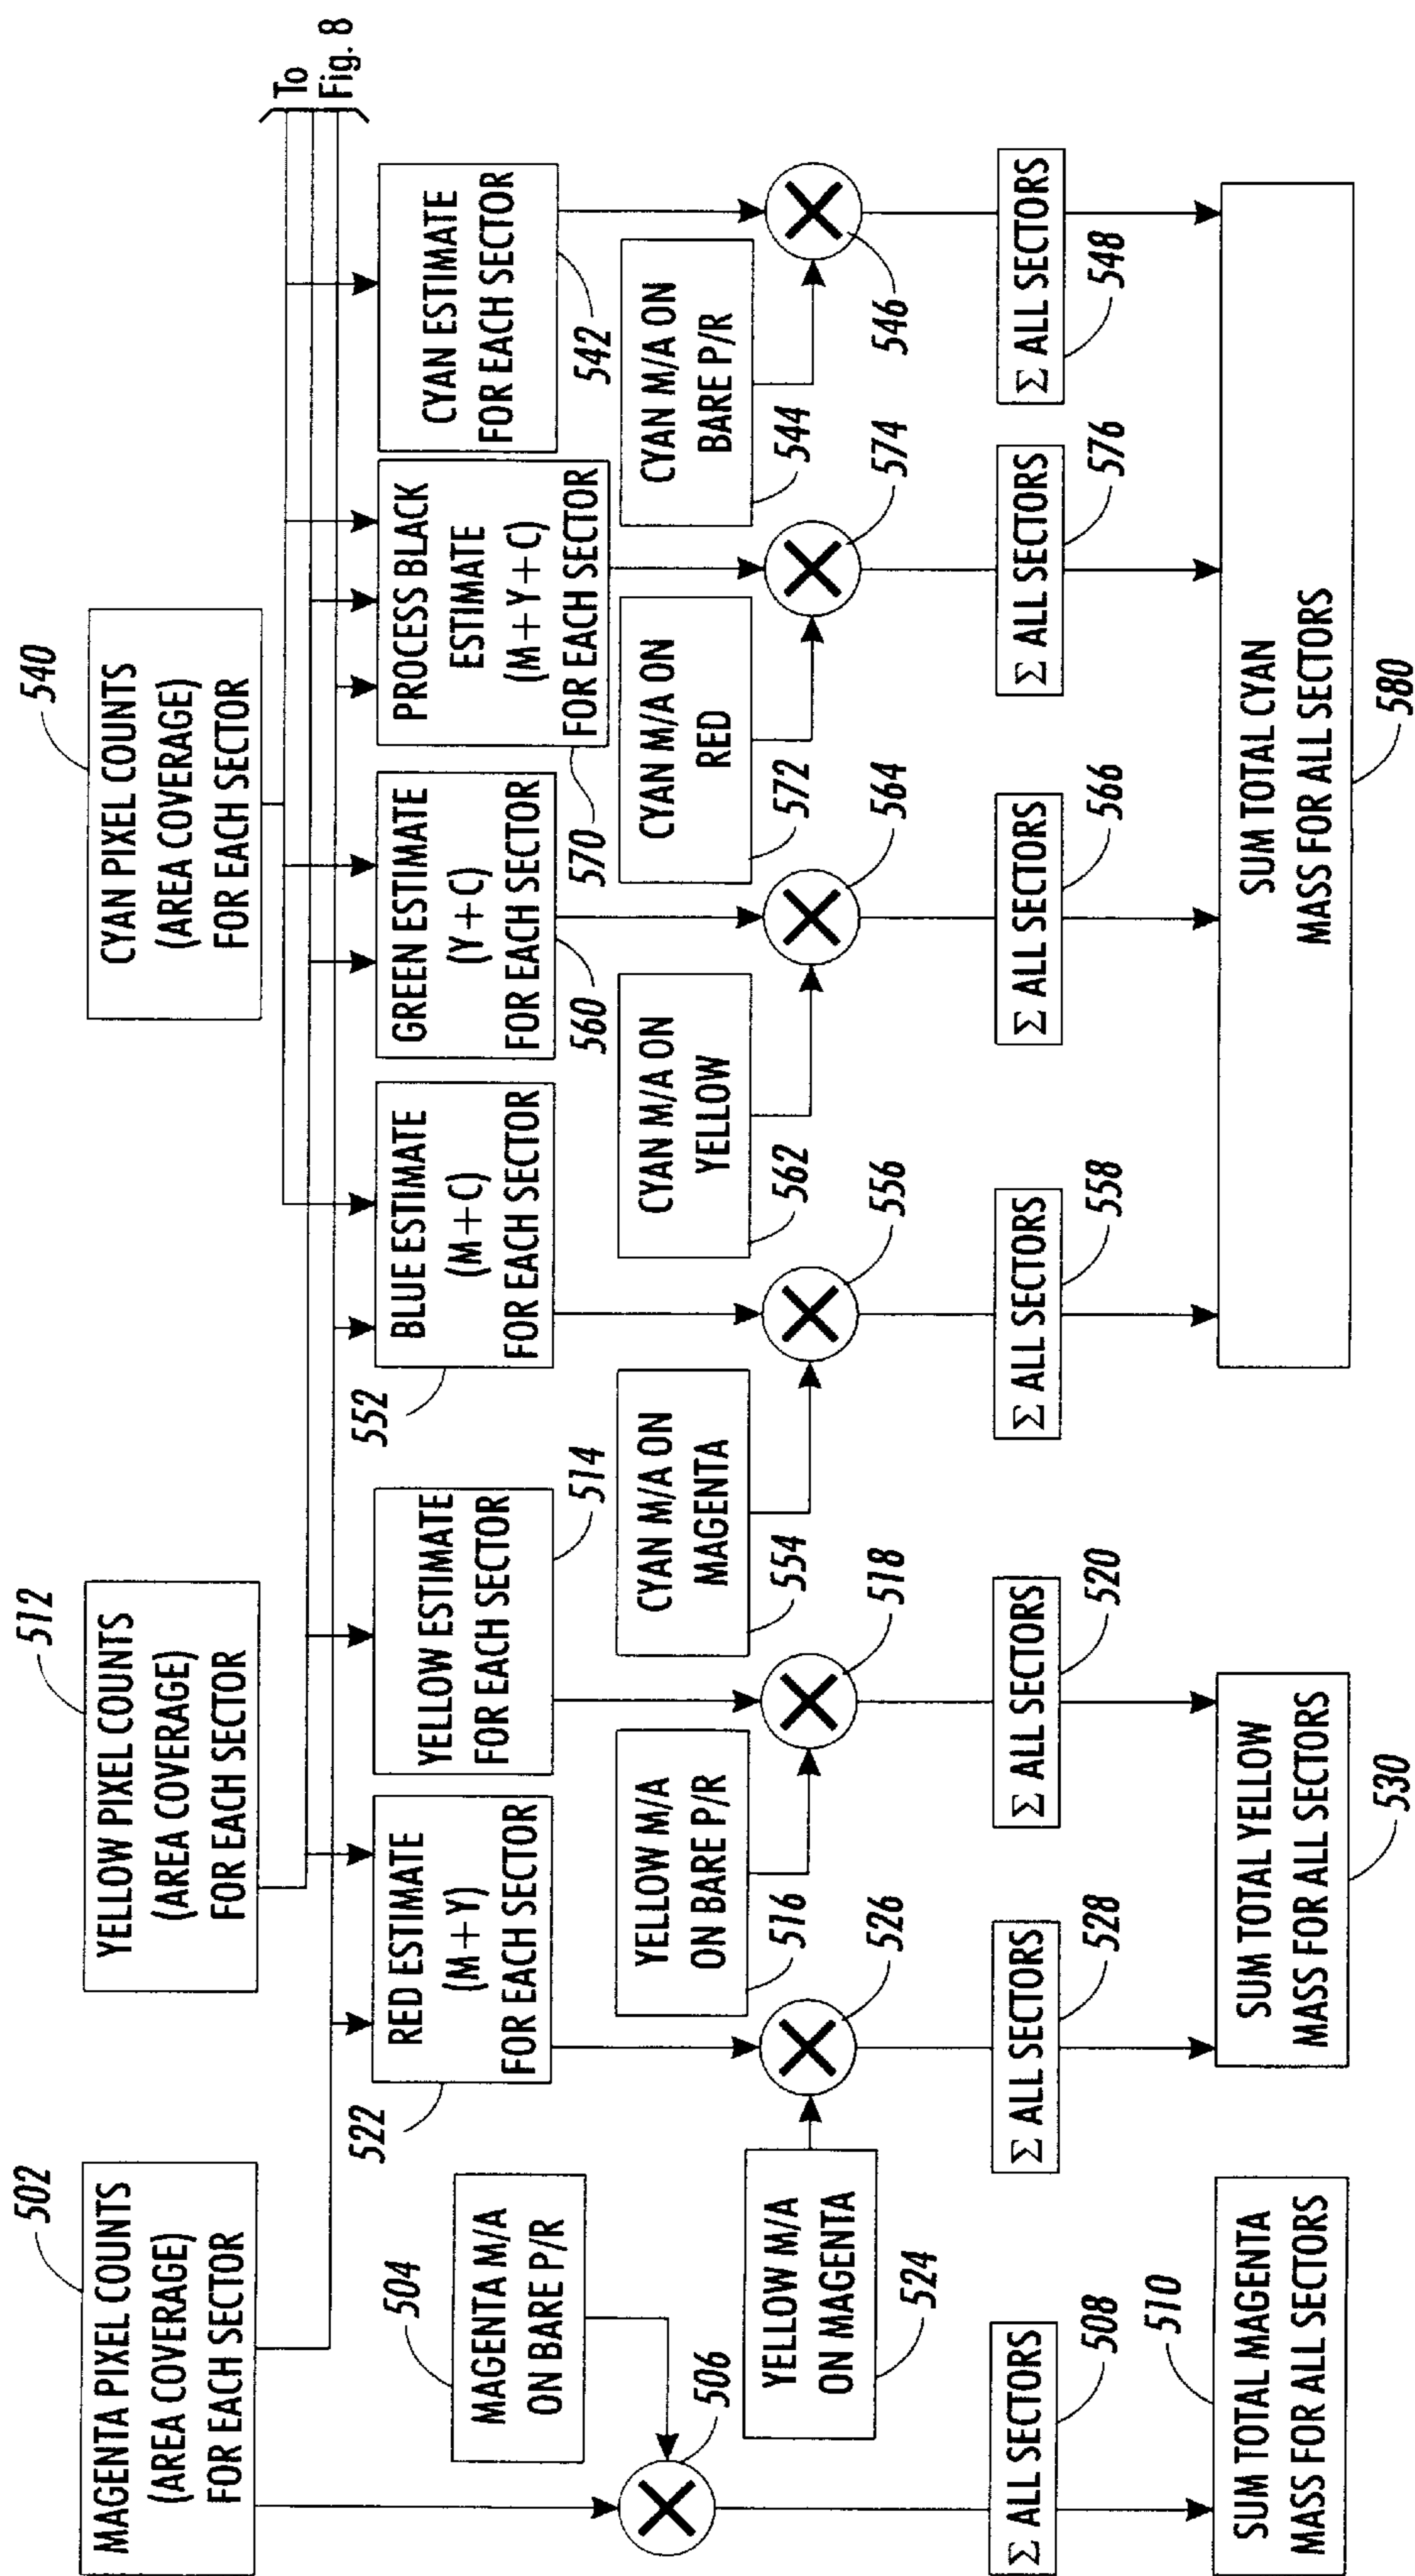 502
MAGENTA PIXEL COUNTS
(AREA COVERAGE)
FOR EACH SECTOR
512
YELLOW PIXEL COUNTS
(AREA COVERAGE)
FOR EACH SECTOR
540
CYAN PIXEL COUNTS
(AREA COVERAGE)
FOR EACH SECTOR
To
Fig. 8
522
RED ESTIMATE
(M+Y)
FOR EACH SECTOR
YELLOW ESTIMATE
FOR EACH SECTOR
514
552
BLUE ESTIMATE
(M+C)
FOR EACH SECTOR
GREEN ESTIMATE
(Y+C)
FOR EACH SECTOR
560
PROCESS BLACK
ESTIMATE
(M+Y+C)
FOR EACH SECTOR
570
CYAN ESTIMATE
FOR EACH SECTOR
542
504
MAGENTA M/A
ON BARE P/R
506
YELLOW M/A
ON MAGENTA
524
YELLOW M/A
ON BARE P/R
516
526
518
CYAN M/A ON
MAGENTA
554
556
CYAN M/A ON
YELLOW
562
564
CYAN M/A ON
RED
572
574
CYAN M/A ON
BARE P/R
544
546
Σ ALL SECTORS
508
Σ ALL SECTORS
528
Σ ALL SECTORS
520
Σ ALL SECTORS
558
Σ ALL SECTORS
566
Σ ALL SECTORS
576
Σ ALL SECTORS
548
510
SUM TOTAL MAGENTA
MASS FOR ALL SECTORS
SUM TOTAL YELLOW
MASS FOR ALL SECTORS
530
SUM TOTAL CYAN
MASS FOR ALL SECTORS
580